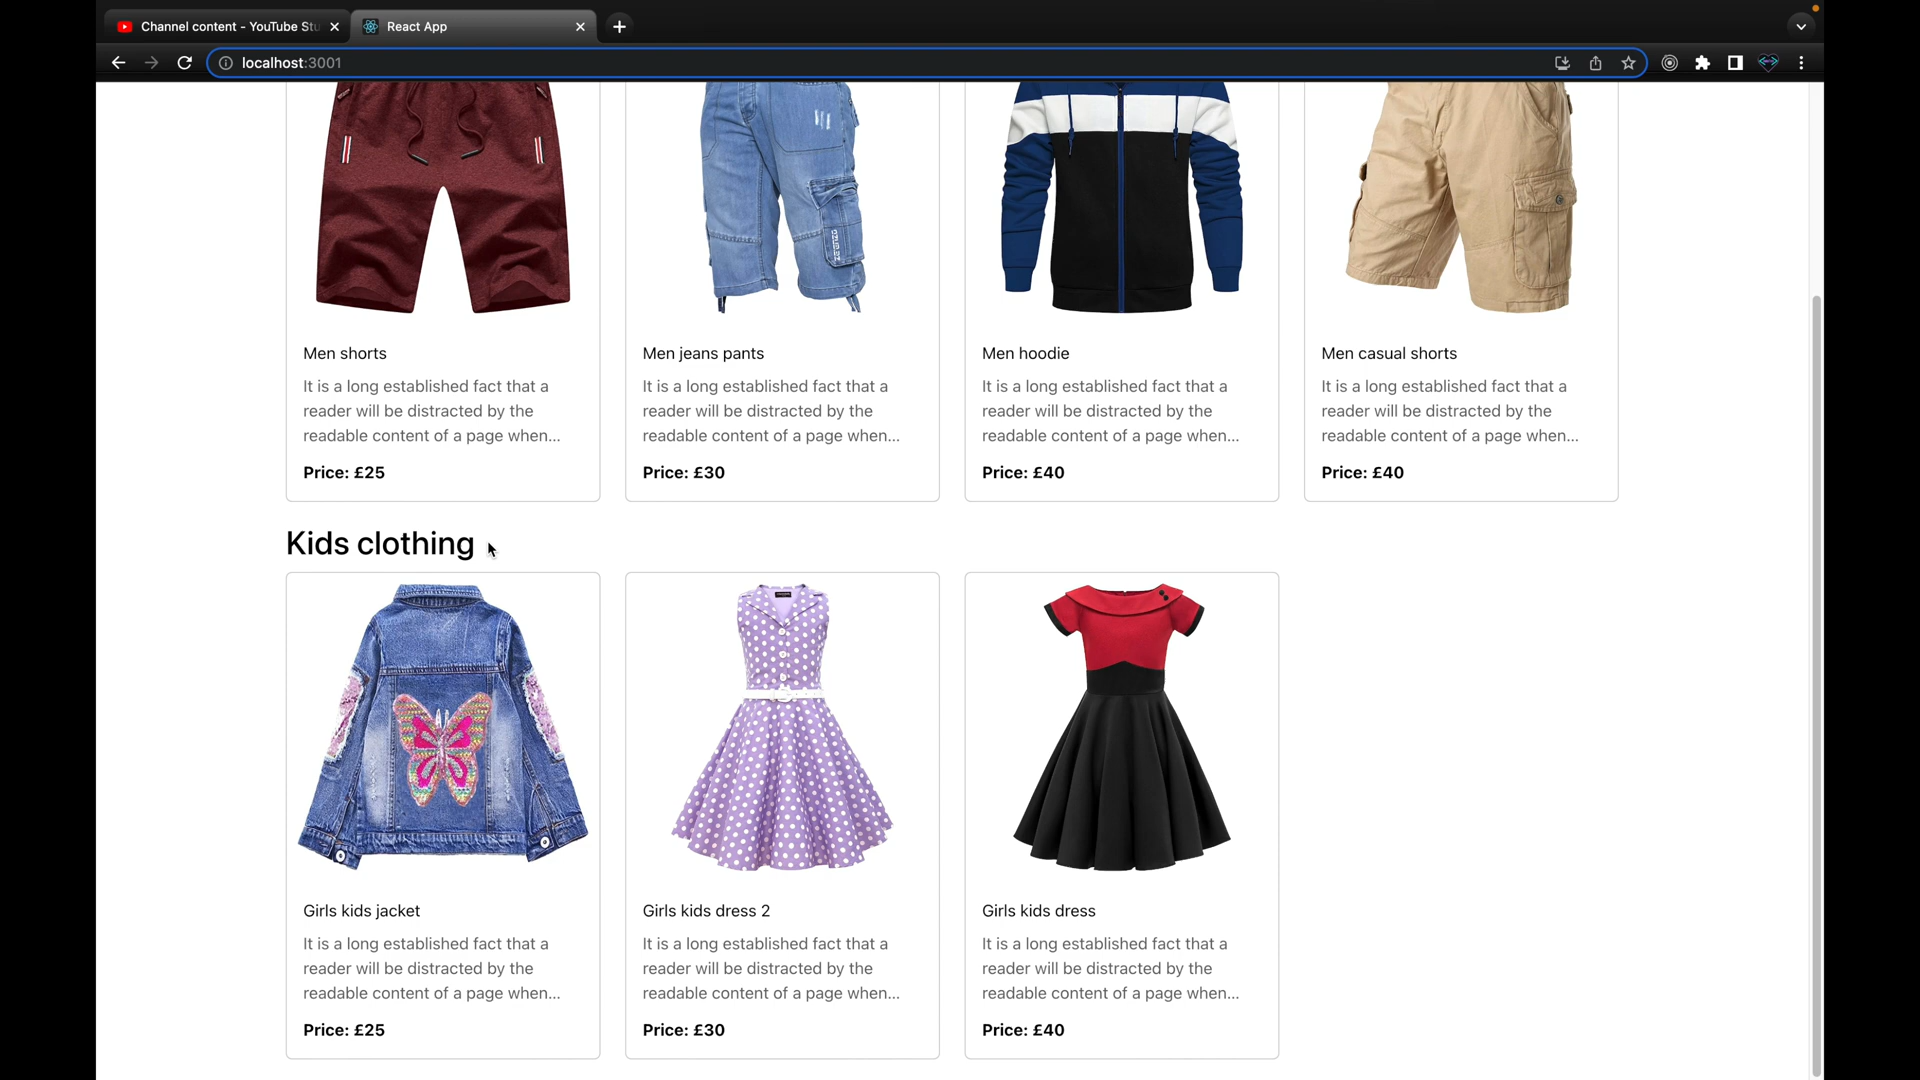 Channel content - YouTube Stu
React App
localhost:3001
Men shorts
It is a long established fact that a
reader will be distracted by the
readable content of a page when...
Price: £25
Men jeans pants
It is a long established fact that a
reader will be distracted by the
readable content of a page when...
Price: £30
Men hoodie
It is a long established fact that a
reader will be distracted by the
readable content of a page when...
Price: £40
Men casual shorts
It is a long established fact that a
reader will be distracted by the
readable content of a page when...
Price: £40
Kids clothing
Girls kids jacket
It is a long established fact that a
reader will be distracted by the
readable content of a page when...
Price: £25
Girls kids dress 2
It is a long established fact that a
reader will be distracted by the
readable content of a page when...
Price: £30
Girls kids dress
It is a long established fact that a
reader will be distracted by the
readable content of a page when...
Price: £40